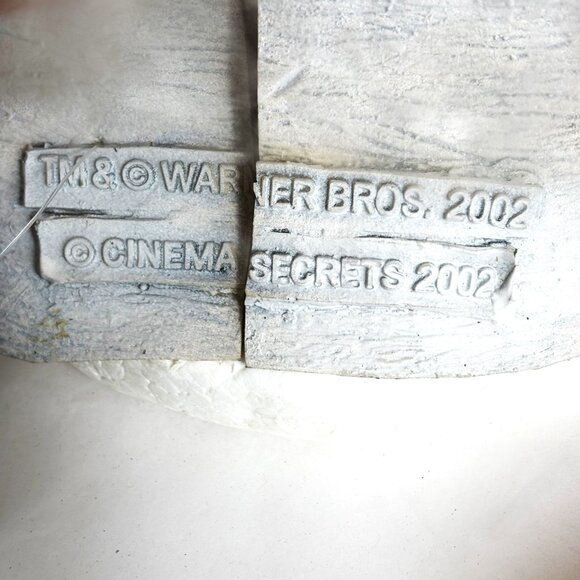 TM & © WARNER BROS. 2002
© CINEMA SECRETS 2002